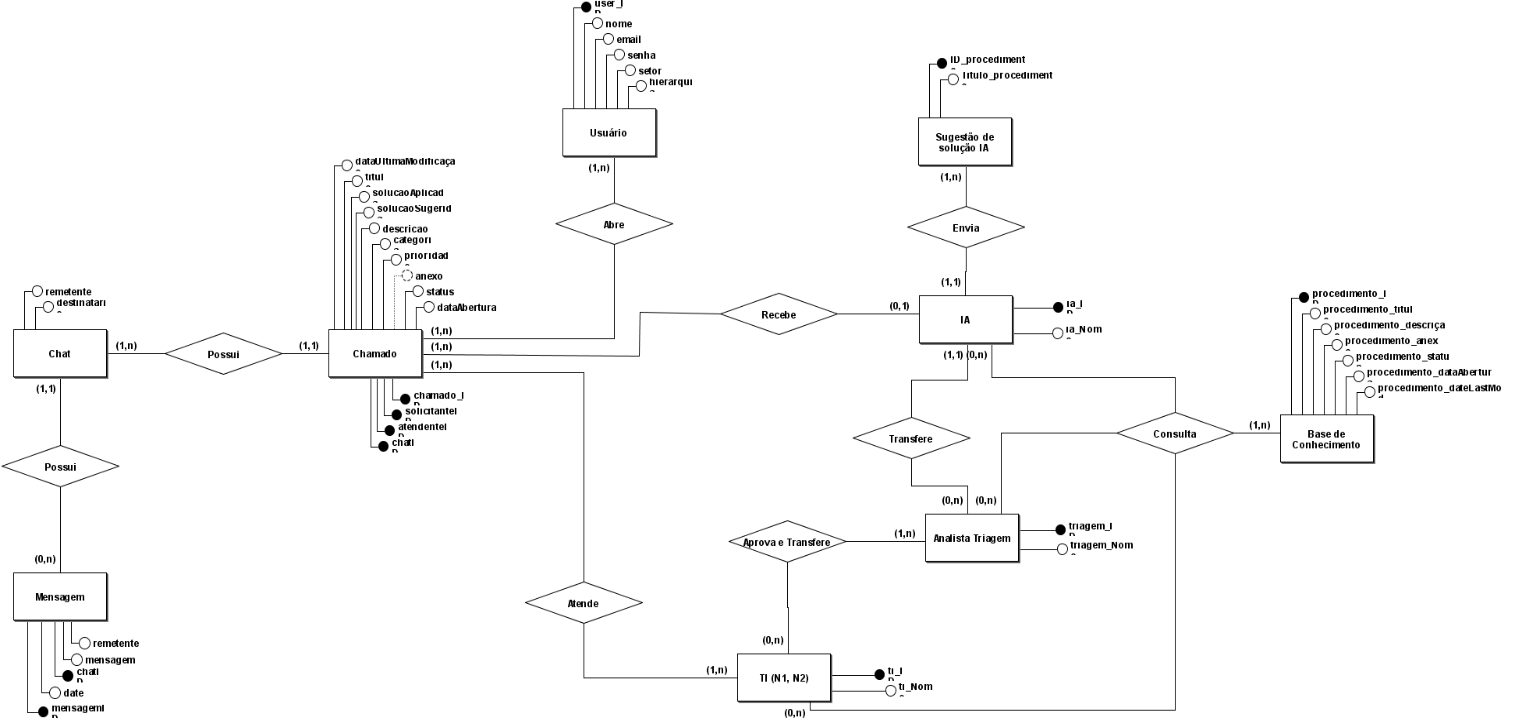 user_I
nome
email
senha
setor
hierarqui
Usuário
(1,n)
Abre
ID_procediment
Titulo_procediment
Sugestão de
solução IA
(1,n)
Envia
(1,1)
dataUltimaModificaça
titul
solucaoAplicad
solucaoSugerid
descricao
categori
prioridad
anexo
status
dataAbertura
Chamado
(1,n)
(1,n)
(1,n)
chamado_I
solicitanteI
atendenteI
chatI
remetente
destinatari
Chat
(1,n)
Possui
(1,1)
(1,1)
Possui
(0,n)
Mensagem
remetente
mensagem
chatI
date
mensagemI
Recebe
(0,1)
IA
ia_I
ia_Nom
(1,1)
(0,n)
Transfere
(0,n)
(0,n)
procedimento_I
procedimento_titul
procedimento_descriça
procedimento_anex
procedimento_statu
procedimento_dataAbertur
procedimento_dateLastMo
Base de
Conhecimento
(1,n)
Consulta
Analista Triagem
triagem_I
triagem_Nom
(1,n)
Aprova e Transfere
(0,n)
Atende
(1,n)
TI (N1, N2)
ti_I
ti_Nom
(0,n)